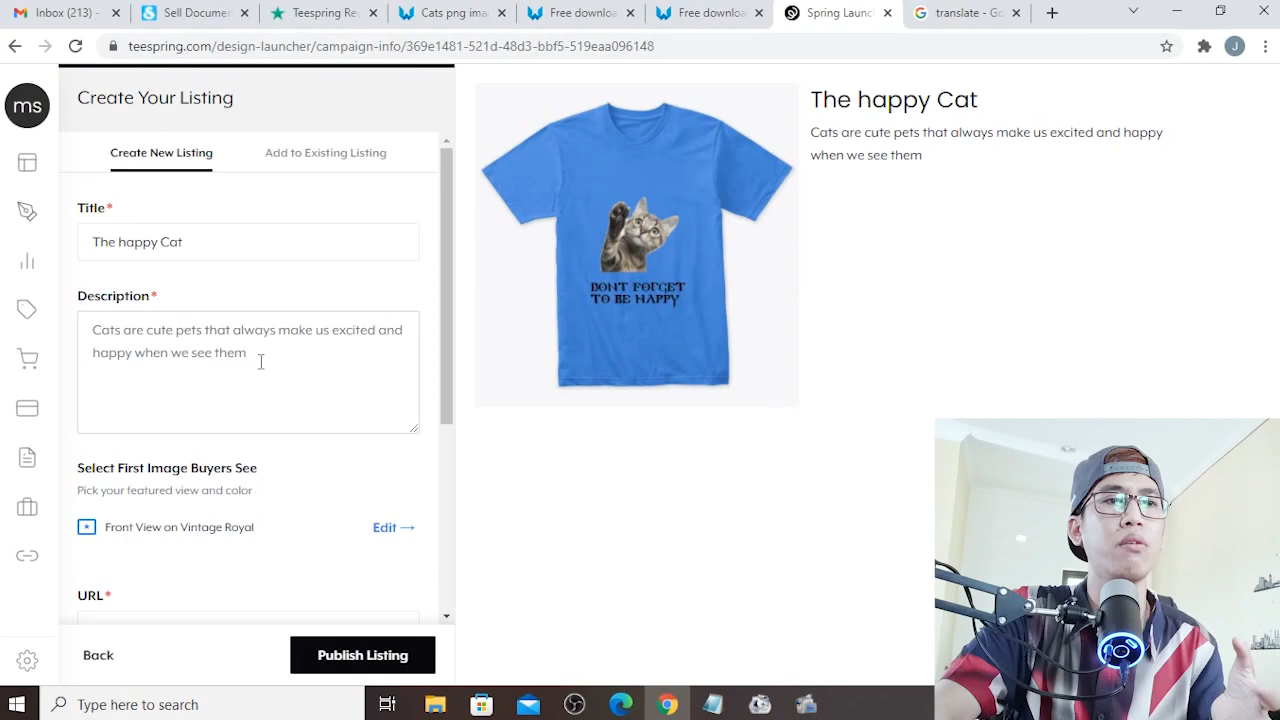 Inbox (213) -
Sell Documen
Teespring Re
Cats png ima
Free downloa
Free downloa
Spring Launc
translate - Go
teespring.com/design-launcher/campaign-info/369e1481-521d-48d3-bbf5-519eaa096148
J
ms
Create Your Listing
Create New Listing
Add to Existing Listing
Title*
The happy Cat
Description*
Cats are cute pets that always make us excited and
happy when we see them
Select First Image Buyers See
Pick your featured view and color
Front View on Vintage Royal
Edit →
URL*
Back
Publish Listing
DONT FORGET
TO BE HAPPY
The happy Cat
Cats are cute pets that always make us excited and happy
when we see them
Type here to search